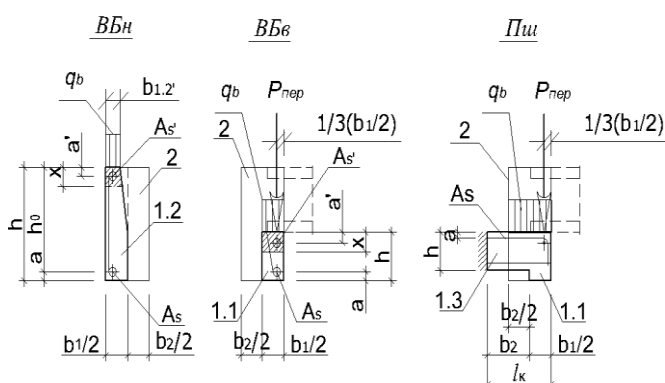 ВБн
ВБв
Пш
qb
b1.2'
As'
a'
x
2
h
h0
1.2
a
As
b1/2
b2/2
qb
Pпер
1/3(b1/2)
2
As'
a'
x
h
1.1
a
b2/2
As
b1/2
qb
Pпер
1/3(b1/2)
2
As
a
h
1.3
1.1
b2/2
b2
b1/2
lк